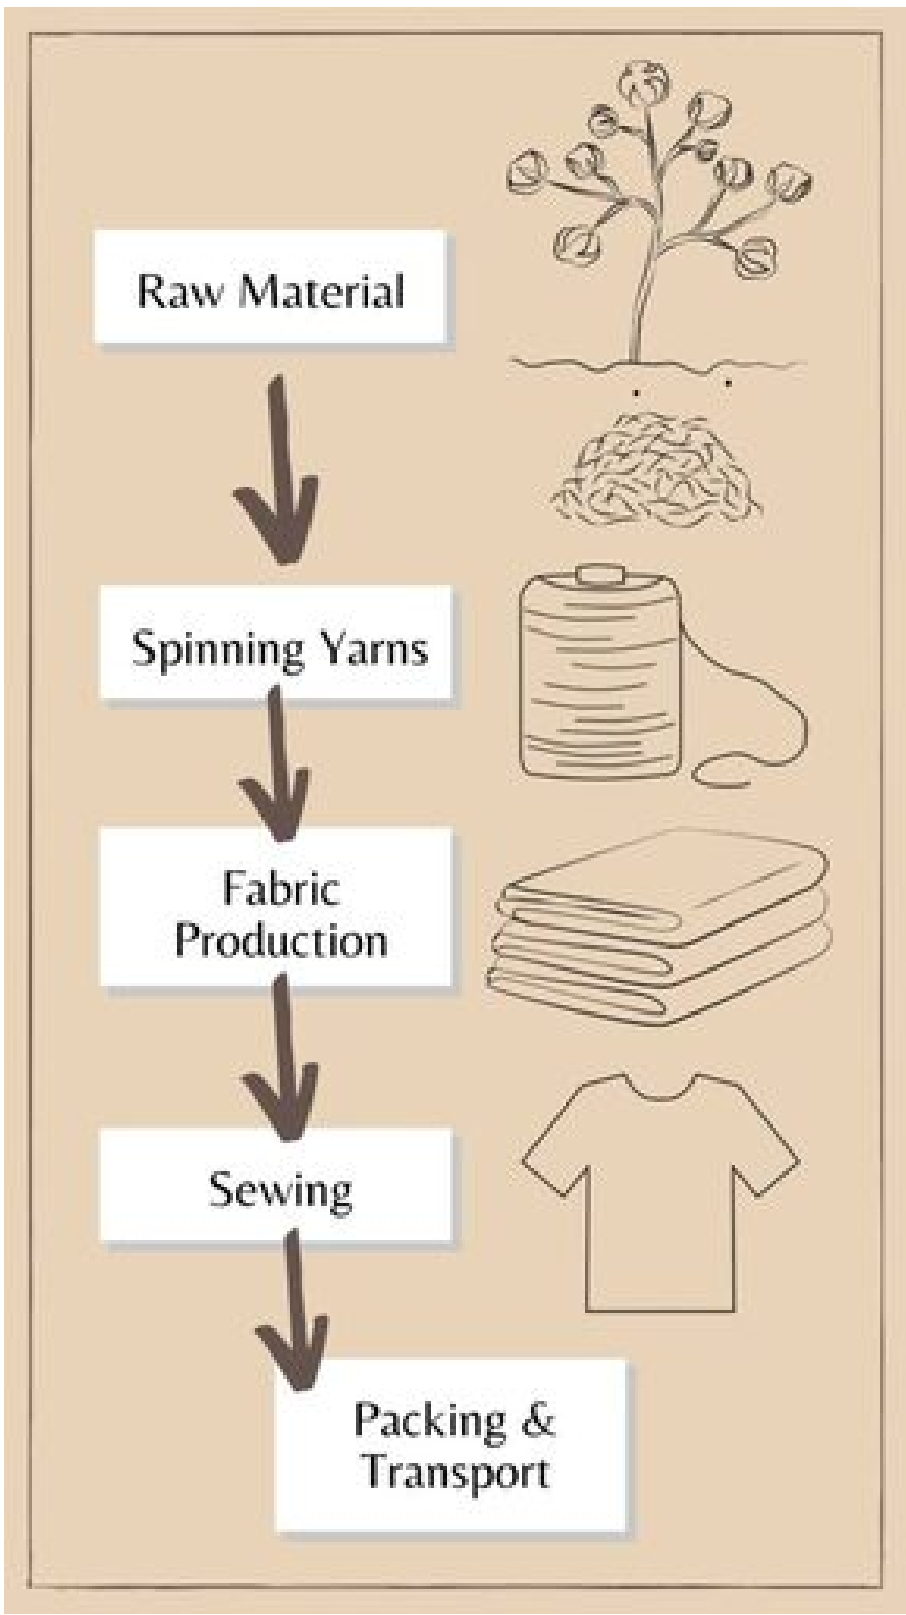 Raw Material
Spinning Yarns
Fabric
Production
Sewing
Packing &
Transport